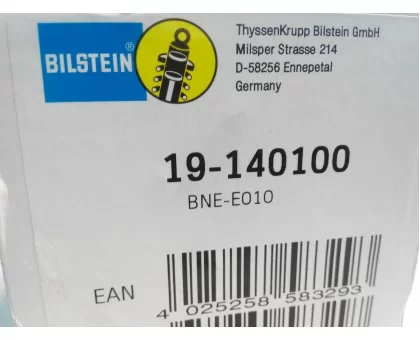 BILSTEIN®
ThyssenKrupp Bilstein GmbH
Milsper Strasse 214
D-58256 Ennepetal
Germany
19-140100
BNE-E010
EAN
4 025258 583293